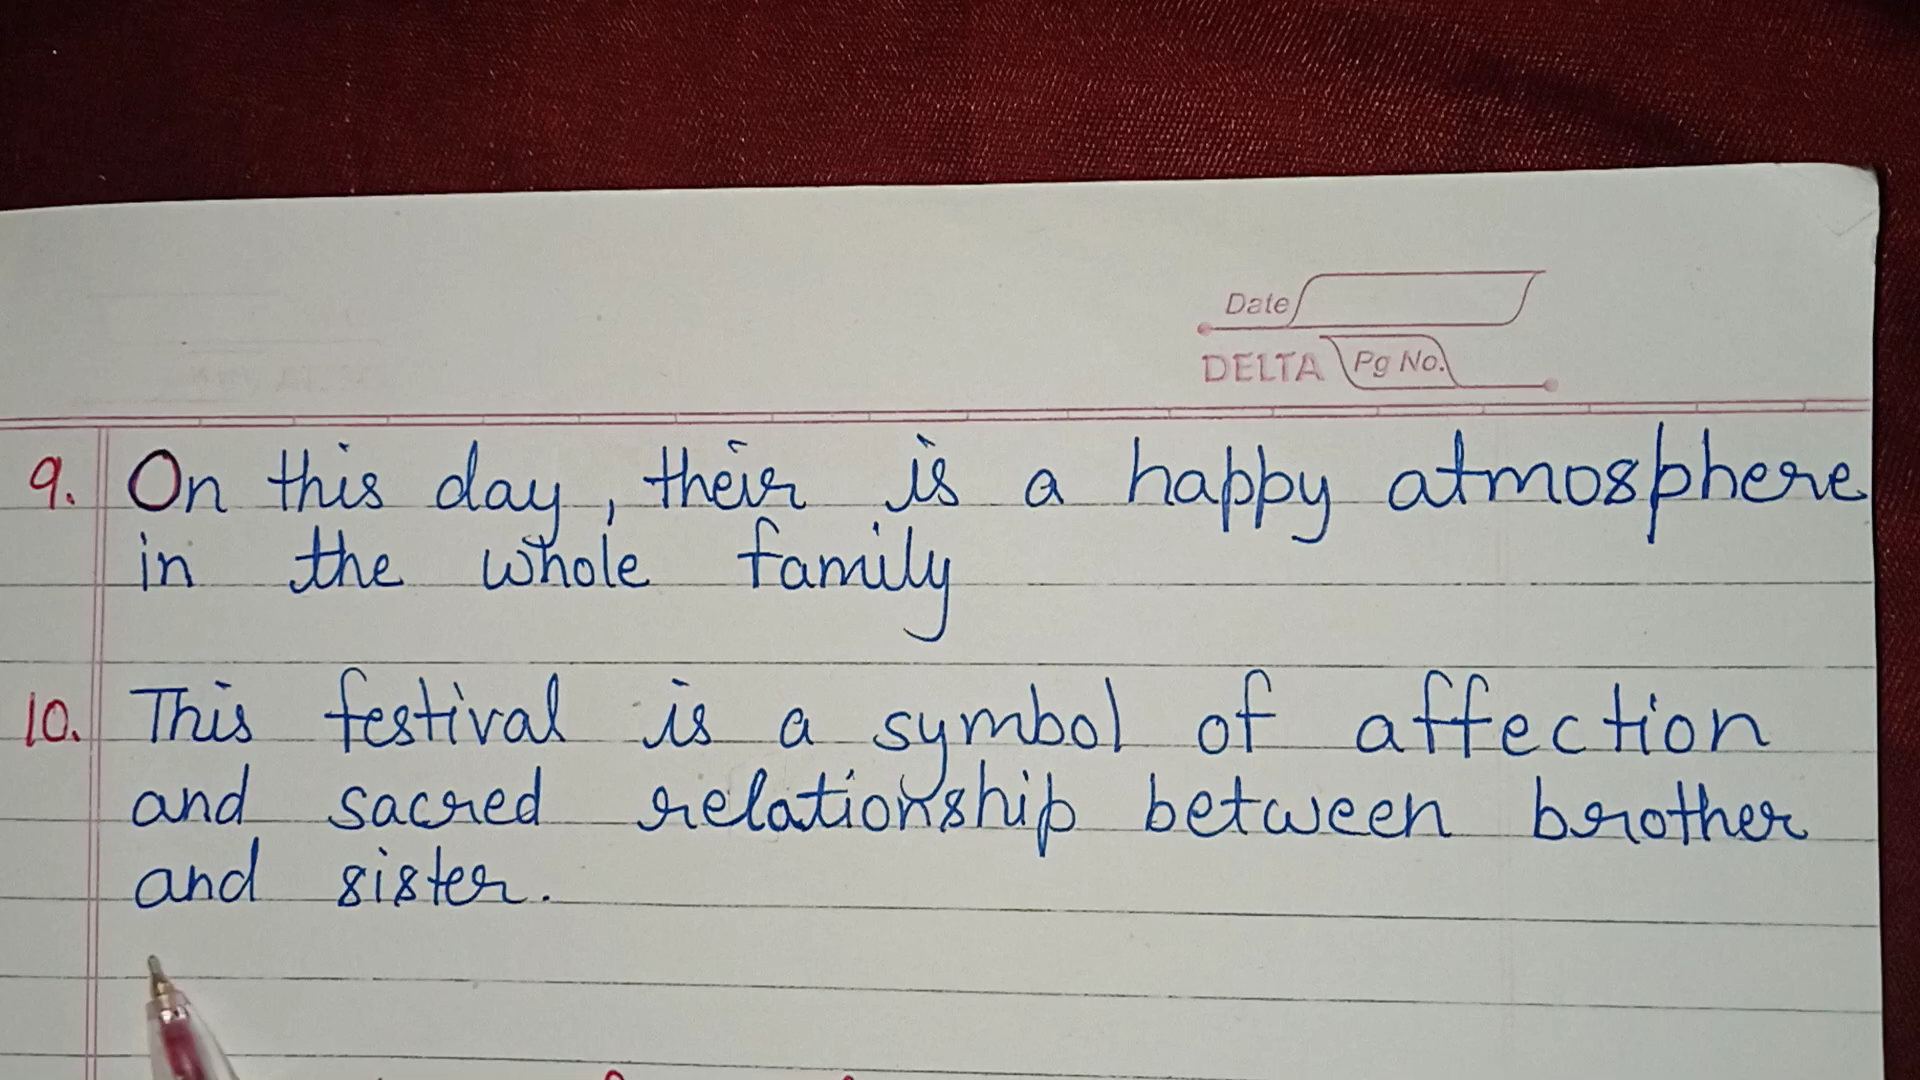 Date
DELTA Pg No.
9. On this day, their is a happy atmosphere
in the whole family
10. This festival is a symbol of affection
and sacred relationship between brother
and sister.